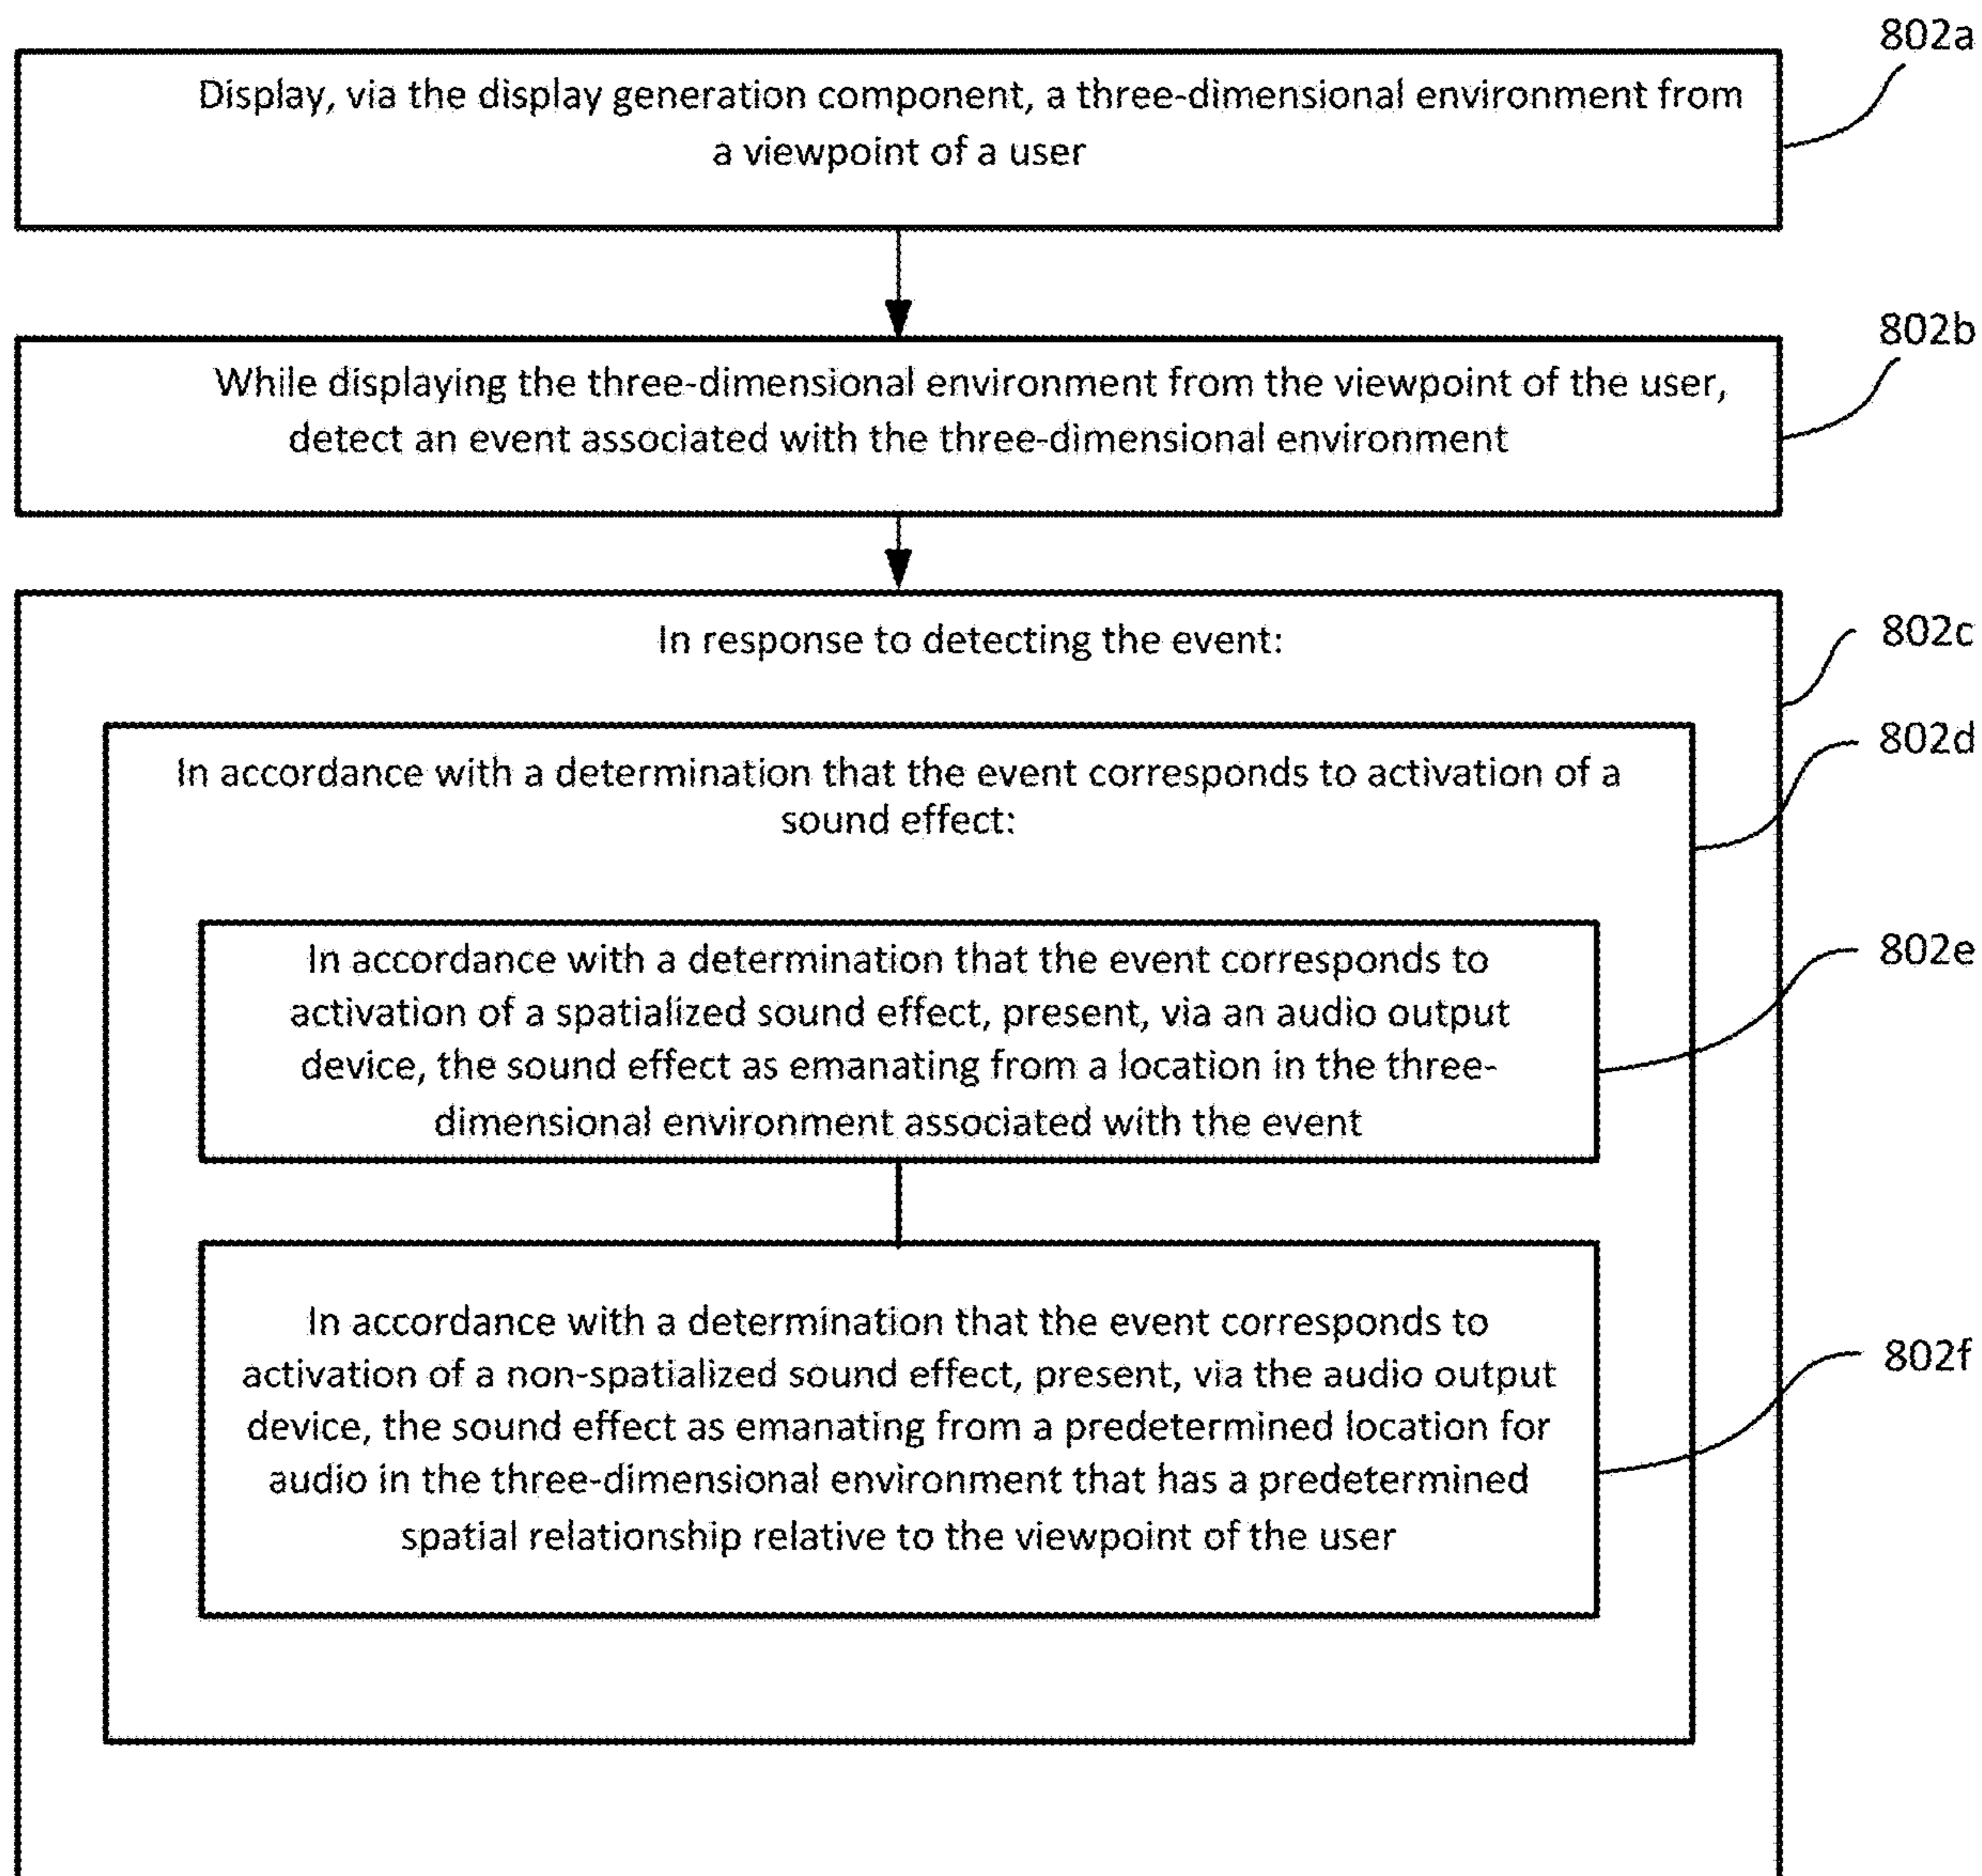 802a
Display, via the display generation component, a three-dimensional environment from
a viewpoint of a user
802b
While displaying the three-dimensional environment from the viewpoint of the user,
detect an event associated with the three-dimensional environment
In response to detecting the event:
802c
802d
In accordance with a determination that the event corresponds to activation of a
sound effect:
802e
In accordance with a determination that the event corresponds to
activation of a spatialized sound effect, present, via an audio output
device, the sound effect as emanating from a location in the three-
dimensional environment associated with the event
In accordance with a determination that the event corresponds to
802f
activation of a non-spatialized sound effect, present, via the audio output
device, the sound effect as emanating from a predetermined location for
audio in the three-dimensional environment that has a predetermined
spatial relationship relative to the viewpoint of the user